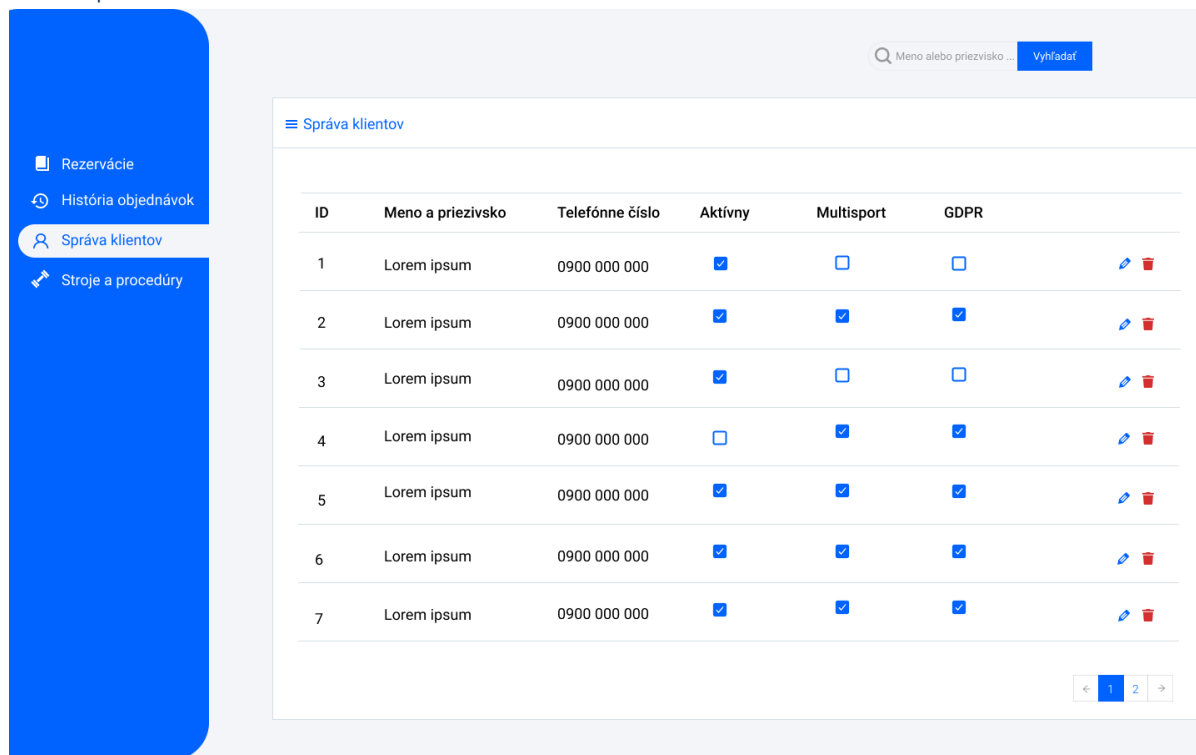 Meno alebo priezvisko ... Vyhľadať
Správa klientov
Rezervácie
História objednávok
Správa klientov
Stroje a procedúry
ID Meno a priezivsko Telefónne číslo Aktívny Multisport GDPR
1 Lorem ipsum 0900 000 000
2 Lorem ipsum 0900 000 000
3 Lorem ipsum 0900 000 000
4 Lorem ipsum 0900 000 000
5 Lorem ipsum 0900 000 000
6 Lorem ipsum 0900 000 000
7 Lorem ipsum 0900 000 000
1 2